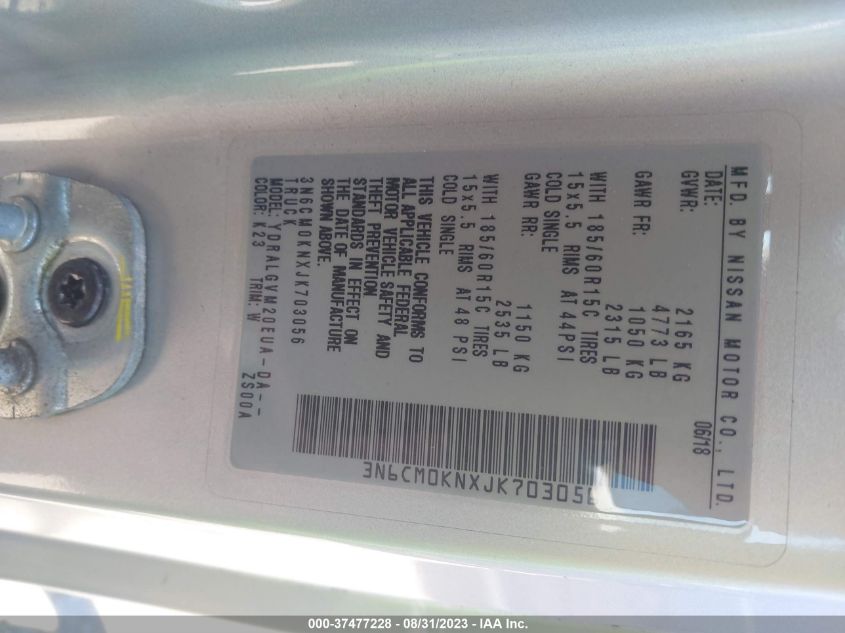 MFD. BY NISSAN MOTOR CO., LTD.
DATE: 06/18
GVWR: 2165 KG
4773 LB
GAWR FR: 1050 KG
2315 LB
WITH 185/60R15C TIRES
15x5.5 RIMS AT 44PSI
COLD SINGLE
GAWR RR: 1150 KG
2535 LB
WITH 185/60R15C TIRES
15x5.5 RIMS AT 48 PSI
COLD SINGLE
THIS VEHICLE CONFORMS TO
ALL APPLICABLE FEDERAL
MOTOR VEHICLE SAFETY AND
THEFT PREVENTION
STANDARDS IN EFFECT ON
THE DATE OF MANUFACTURE
SHOWN ABOVE.
3N6CM0KNXJK703056
3N6CM0KNXJK703056
TRUCK
MODEL: YDRALGVM20EUA-DA--
COLOR: K23 TRIM: W ZS00A
IAAI
000-37477228 - 08/31/2023 - IAA Inc.